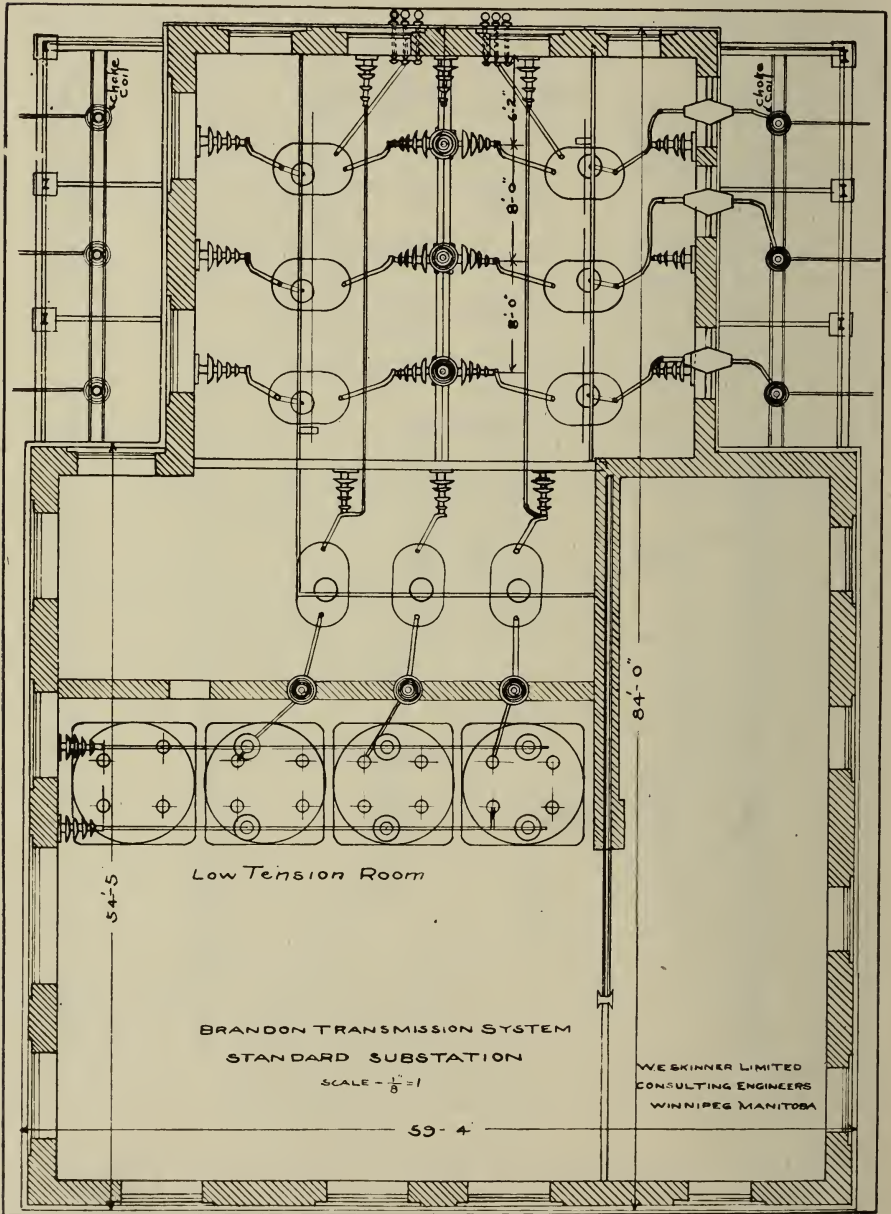 choke
coil
choke
coil
6'-2"
8'-0"
8'-0"
84'-0"
54'-5
Low Tension Room
BRANDON TRANSMISSION SYSTEM
STANDARD SUBSTATION
SCALE - 1/8" = 1
W.E SKINNER LIMITED
CONSULTING ENGINEERS
WINNIPEG MANITOBA
59 - 4